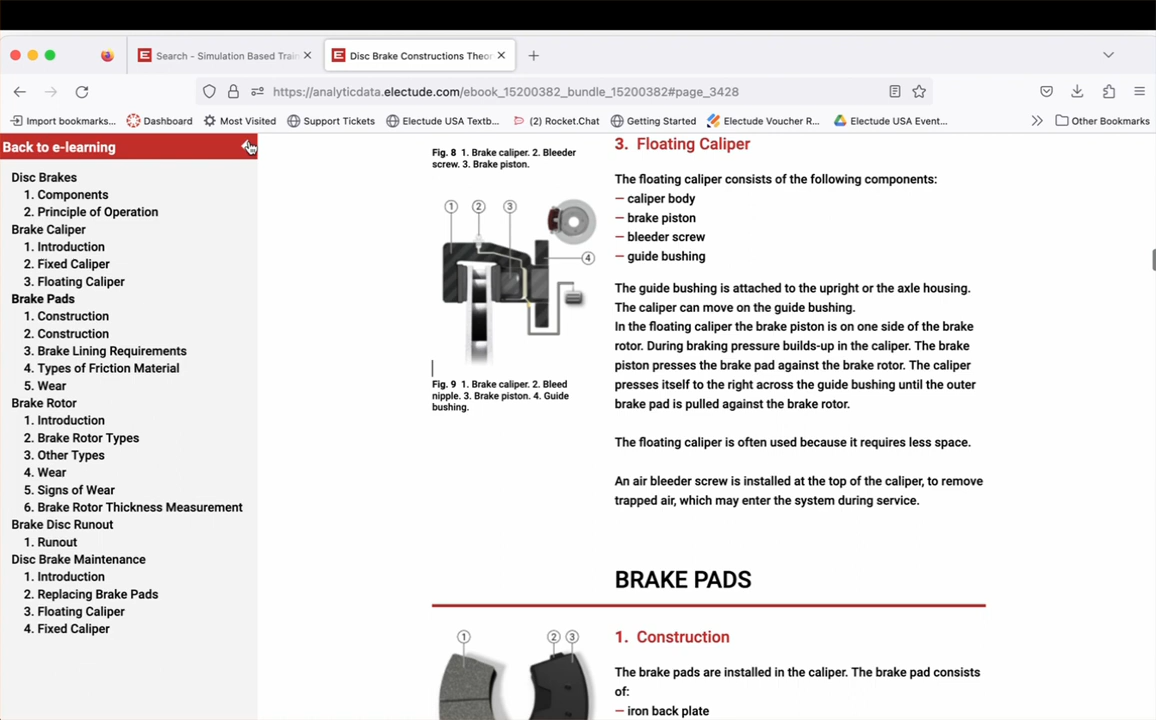 Search - Simulation Based Train
Disc Brake Constructions Theor
https://analyticdata.electude.com/ebook_15200382_bundle_15200382#page_3428
Import bookmarks...
Dashboard
Most Visited
Support Tickets
Electude USA Textb...
(2) Rocket.Chat
Getting Started
Electude Voucher R...
Electude USA Event...
Other Bookmarks
Back to e-learning
Disc Brakes
1. Components
2. Principle of Operation
Brake Caliper
1. Introduction
2. Fixed Caliper
3. Floating Caliper
Brake Pads
1. Construction
2. Construction
3. Brake Lining Requirements
4. Types of Friction Material
5. Wear
Brake Rotor
1. Introduction
2. Brake Rotor Types
3. Other Types
4. Wear
5. Signs of Wear
6. Brake Rotor Thickness Measurement
Brake Disc Runout
1. Runout
Disc Brake Maintenance
1. Introduction
2. Replacing Brake Pads
3. Floating Caliper
4. Fixed Caliper
Fig. 8 1. Brake caliper. 2. Bleeder
screw. 3. Brake piston.
1 2 3
4
Fig. 9 1. Brake caliper. 2. Bleed
nipple. 3. Brake piston. 4. Guide
bushing.
3. Floating Caliper
The floating caliper consists of the following components:
– caliper body
– brake piston
– bleeder screw
– guide bushing
The guide bushing is attached to the upright or the axle housing.
The caliper can move on the guide bushing.
In the floating caliper the brake piston is on one side of the brake
rotor. During braking pressure builds-up in the caliper. The brake
piston presses the brake pad against the brake rotor. The caliper
presses itself to the right across the guide bushing until the outer
brake pad is pulled against the brake rotor.
The floating caliper is often used because it requires less space.
An air bleeder screw is installed at the top of the caliper, to remove
trapped air, which may enter the system during service.
BRAKE PADS
1 2 3
1. Construction
The brake pads are installed in the caliper. The brake pad consists
of:
– iron back plate